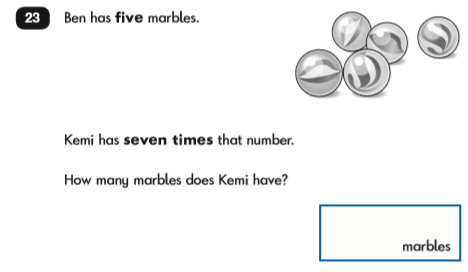 23 Ben has five marbles.
Kemi has seven times that number.
How many marbles does Kemi have?
marbles